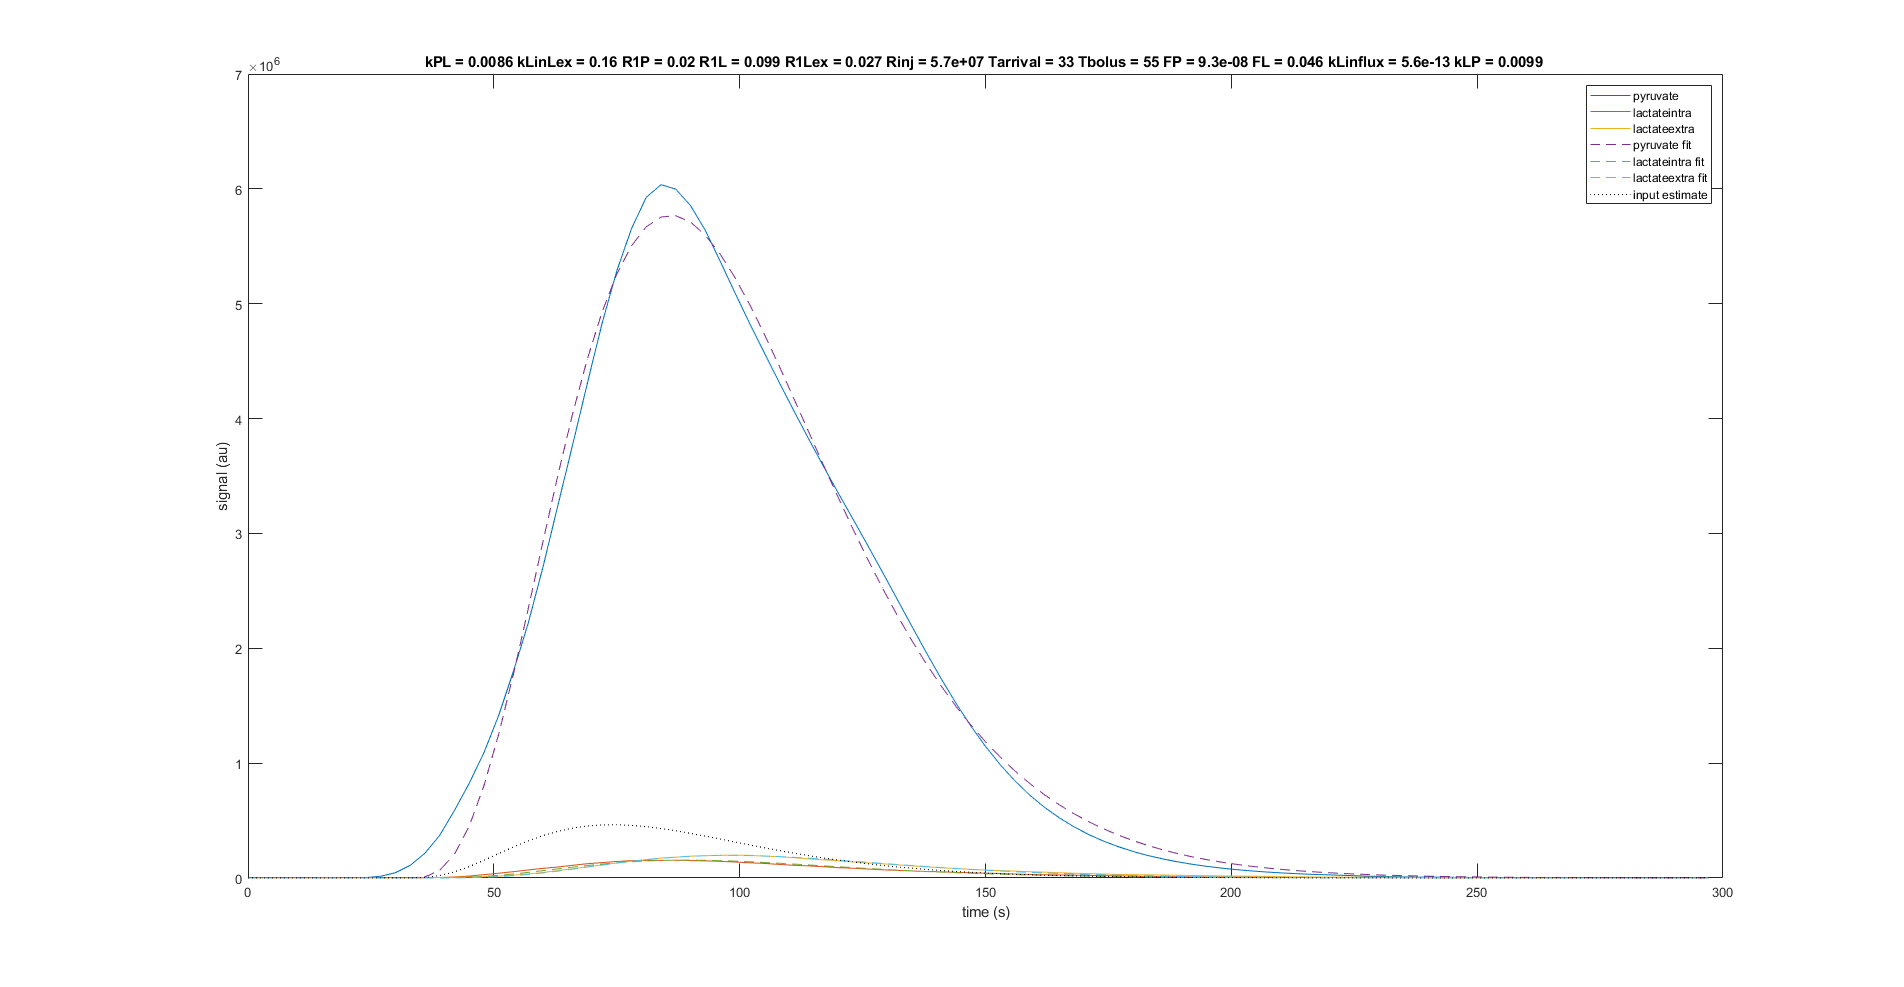 kPL = 0.0086 kLinLex = 0.16 R1P = 0.02 R1L = 0.099 R1Lex = 0.027 Rinj = 5.7e+07 Tarrival = 33 Tbolus = 55 FP = 9.3e-08 FL = 0.046 kLinflux = 5.6e-13 kLP = 0.0099
×10⁶
7
6
5
4
3
2
1
0
signal (au)
pyruvate
lactateintra
lactateextra
pyruvate fit
lactateintra fit
lactateextra fit
input estimate
0 50 100 150 200 250 300
time (s)